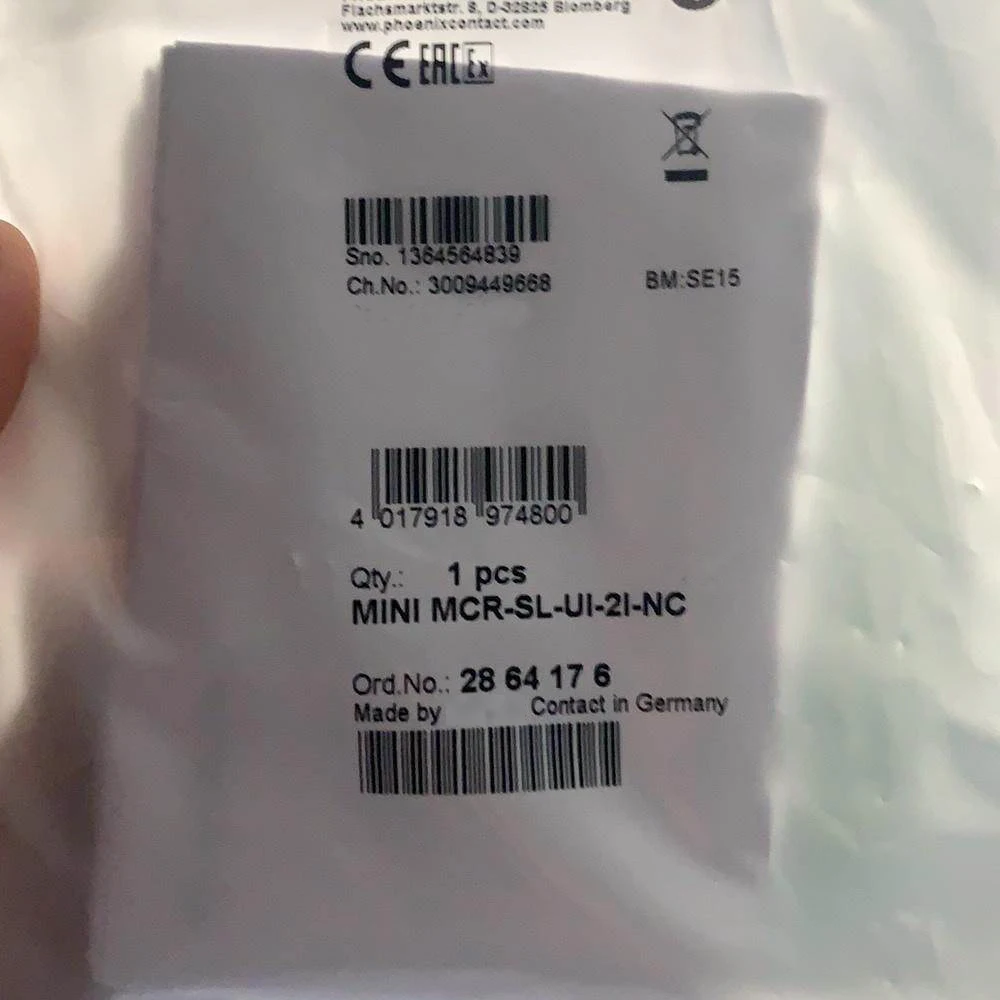 Flachsmarktstr. 8, D-32825 Blomberg
www.phoenixcontact.com
CE EAC Ex
Sno. 1364564839
Ch.No.: 3009449668
BM:SE15
4 017918 974800
Qty.: 1 pcs
MINI MCR-SL-UI-2I-NC
Ord.No.: 28 64 17 6
Made by Contact in Germany